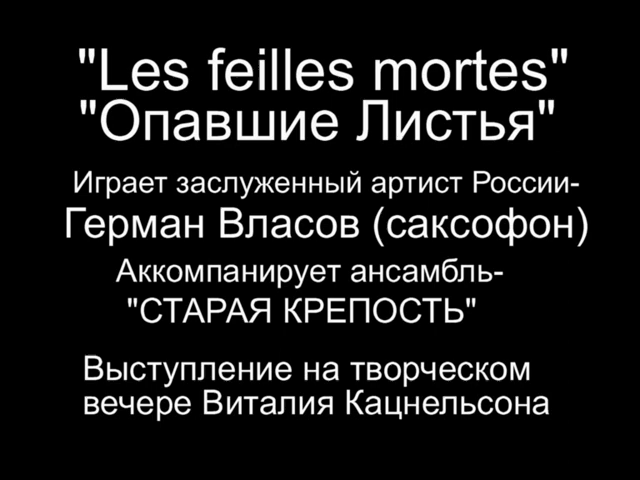 "Les feilles mortes"
"Опавшие Листья"
Играет заслуженный артист России-
Герман Власов (саксофон)
Аккомпанирует ансамбль-
"СТАРАЯ КРЕПОСТЬ"
Выступление на творческом
вечере Виталия Кацнельсона